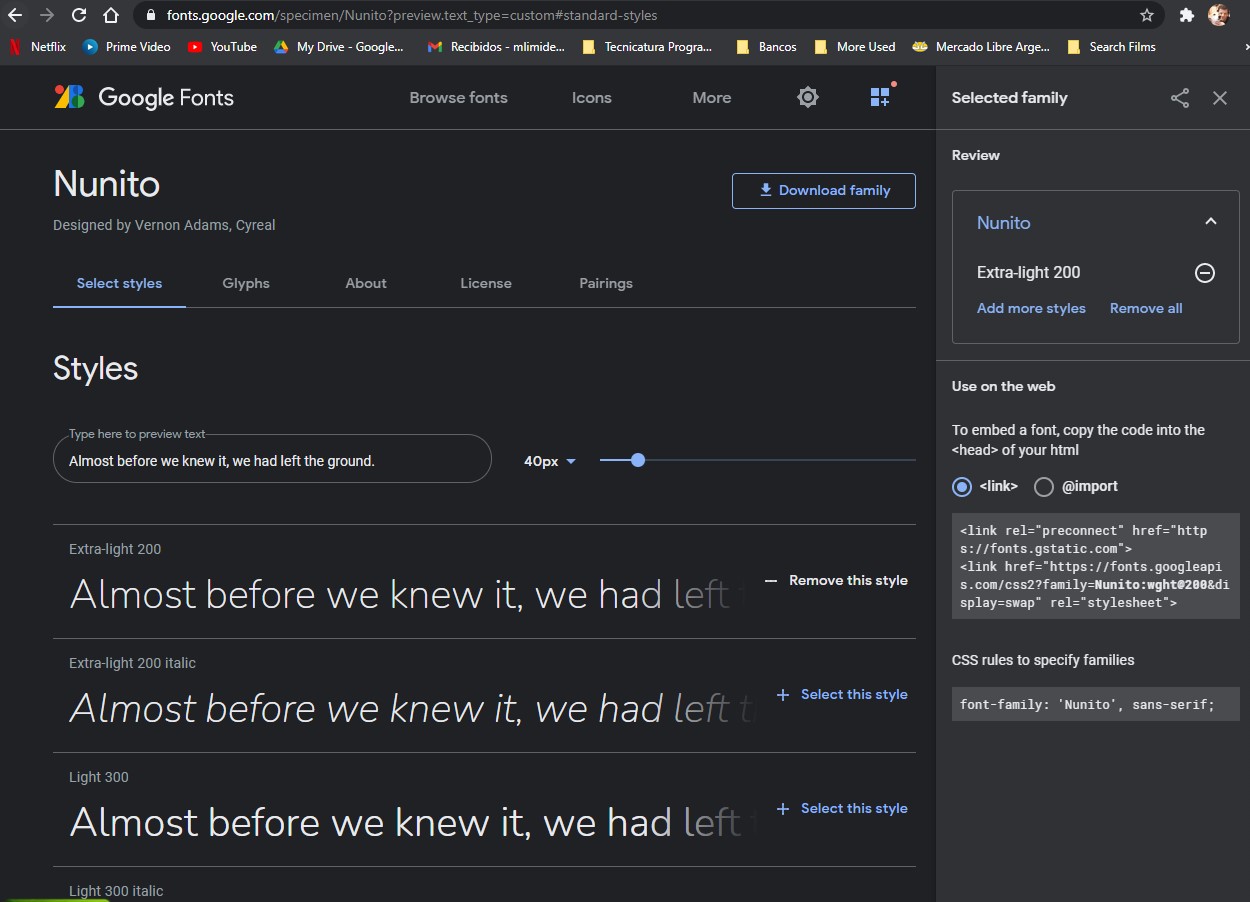 fonts.google.com/specimen/Nunito?preview.text_type=custom#standard-styles
Netflix
Prime Video
YouTube
My Drive - Google...
Recibidos - mlimide...
Tecnicatura Progra...
Bancos
More Used
Mercado Libre Arge...
Search Films
Google Fonts
Browse fonts
Icons
More
Nunito
Designed by Vernon Adams, Cyreal
Download family
Select styles
Glyphs
About
License
Pairings
Styles
Type here to preview text
Almost before we knew it, we had left the ground.
40px
Extra-light 200
Almost before we knew it, we had left
Remove this style
Extra-light 200 italic
Almost before we knew it, we had left
Select this style
Light 300
Almost before we knew it, we had left
Select this style
Light 300 italic
Selected family
Review
Nunito
Extra-light 200
Add more styles
Remove all
Use on the web
To embed a font, copy the code into the
<head> of your html
<link>
@import
<link rel="preconnect" href="http
s://fonts.gstatic.com">
<link href="https://fonts.googleapi
s.com/css2?family=Nunito:wght@200&di
splay=swap" rel="stylesheet">
CSS rules to specify families
font-family: 'Nunito', sans-serif;